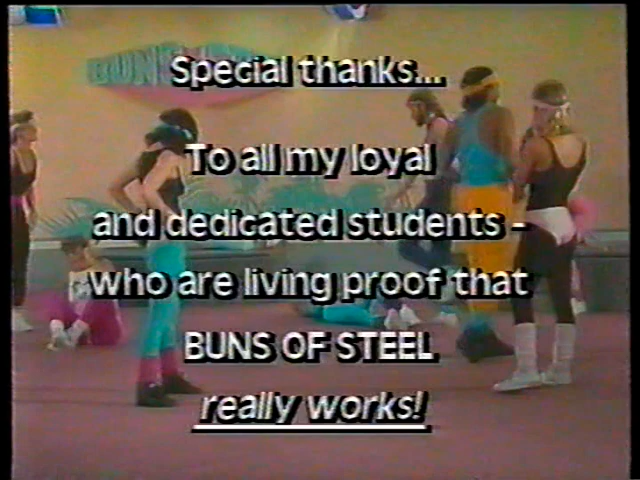 BUNS
Special thanks...
To all my loyal
and dedicated students -
who are living proof that
BUNS OF STEEL
really works!